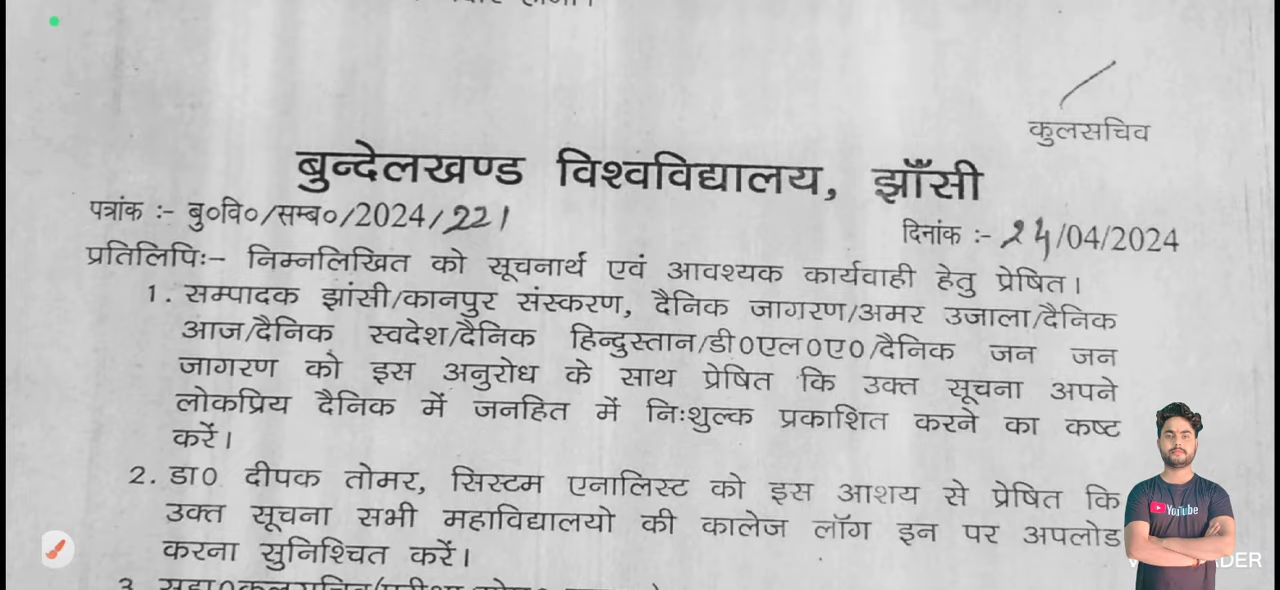 कुलसचिव
बुन्देलखण्ड विश्वविद्यालय, झाँसी
पत्रांक :- बु०वि०/सम्ब०/2024/221
दिनांक :- 24/04/2024
प्रतिलिपिः- निम्नलिखित को सूचनार्थ एवं आवश्यक कार्यवाही हेतु प्रेषित।
1. सम्पादक झांसी/कानपुर संस्करण, दैनिक जागरण/अमर उजाला/दैनिक
आज/दैनिक स्वदेश/दैनिक हिन्दुस्तान/डी०एल०ए०/दैनिक जन जन
जागरण को इस अनुरोध के साथ प्रेषित कि उक्त सूचना अपने
लोकप्रिय दैनिक में जनहित में निःशुल्क प्रकाशित करने का कष्ट
करें।
2. डा० दीपक तोमर, सिस्टम एनालिस्ट को इस आशय से प्रेषित कि
उक्त सूचना सभी महाविद्यालयो की कालेज लॉग इन पर अपलोड
करना सुनिश्चित करें।
YouTube